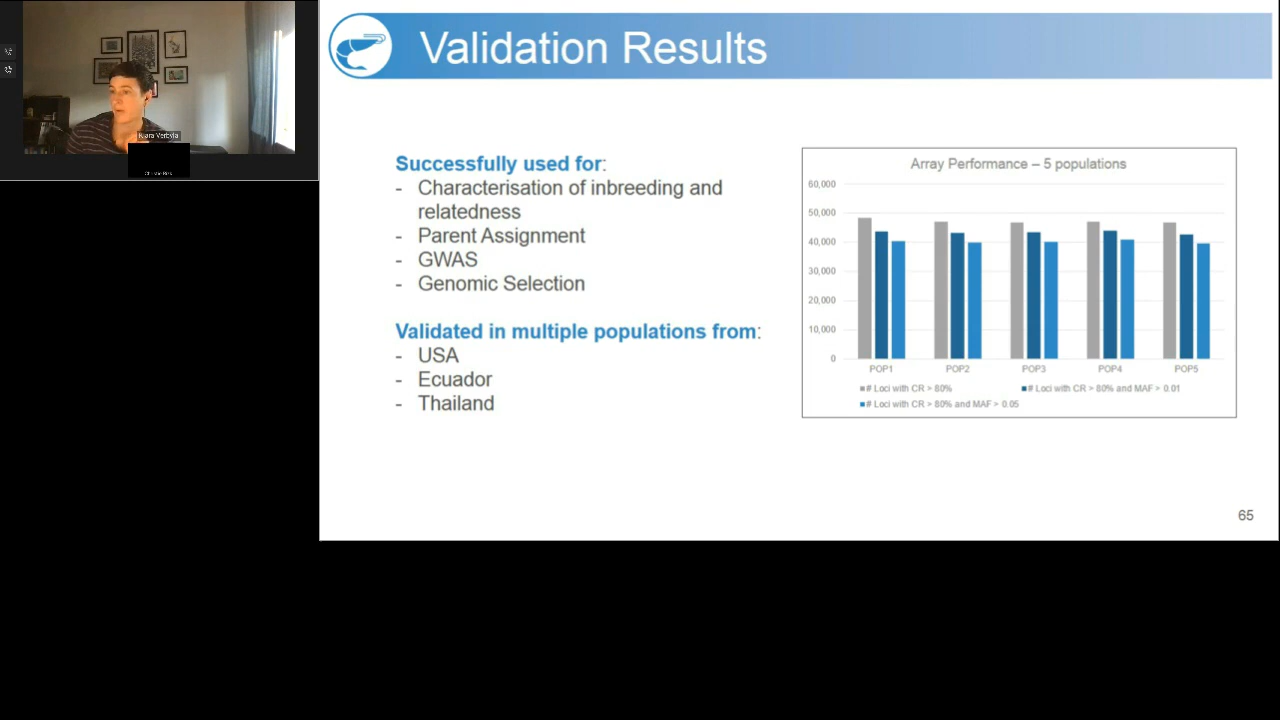 Validation Results
Verbyla
Successfully used for:
- Characterisation of inbreeding and
relatedness
- Parent Assignment
- GWAS
- Genomic Selection
Validated in multiple populations from:
- USA
- Ecuador
- Thailand
Array Performance – 5 populations
60,000
50,000
40,000
30,000
20,000
10,000
0
POP1 POP2 POP3 POP4 POP5
# Loci with CR > 80% # Loci with CR > 80% and MAF > 0.01
# Loci with CR > 80% and MAF > 0.05
65